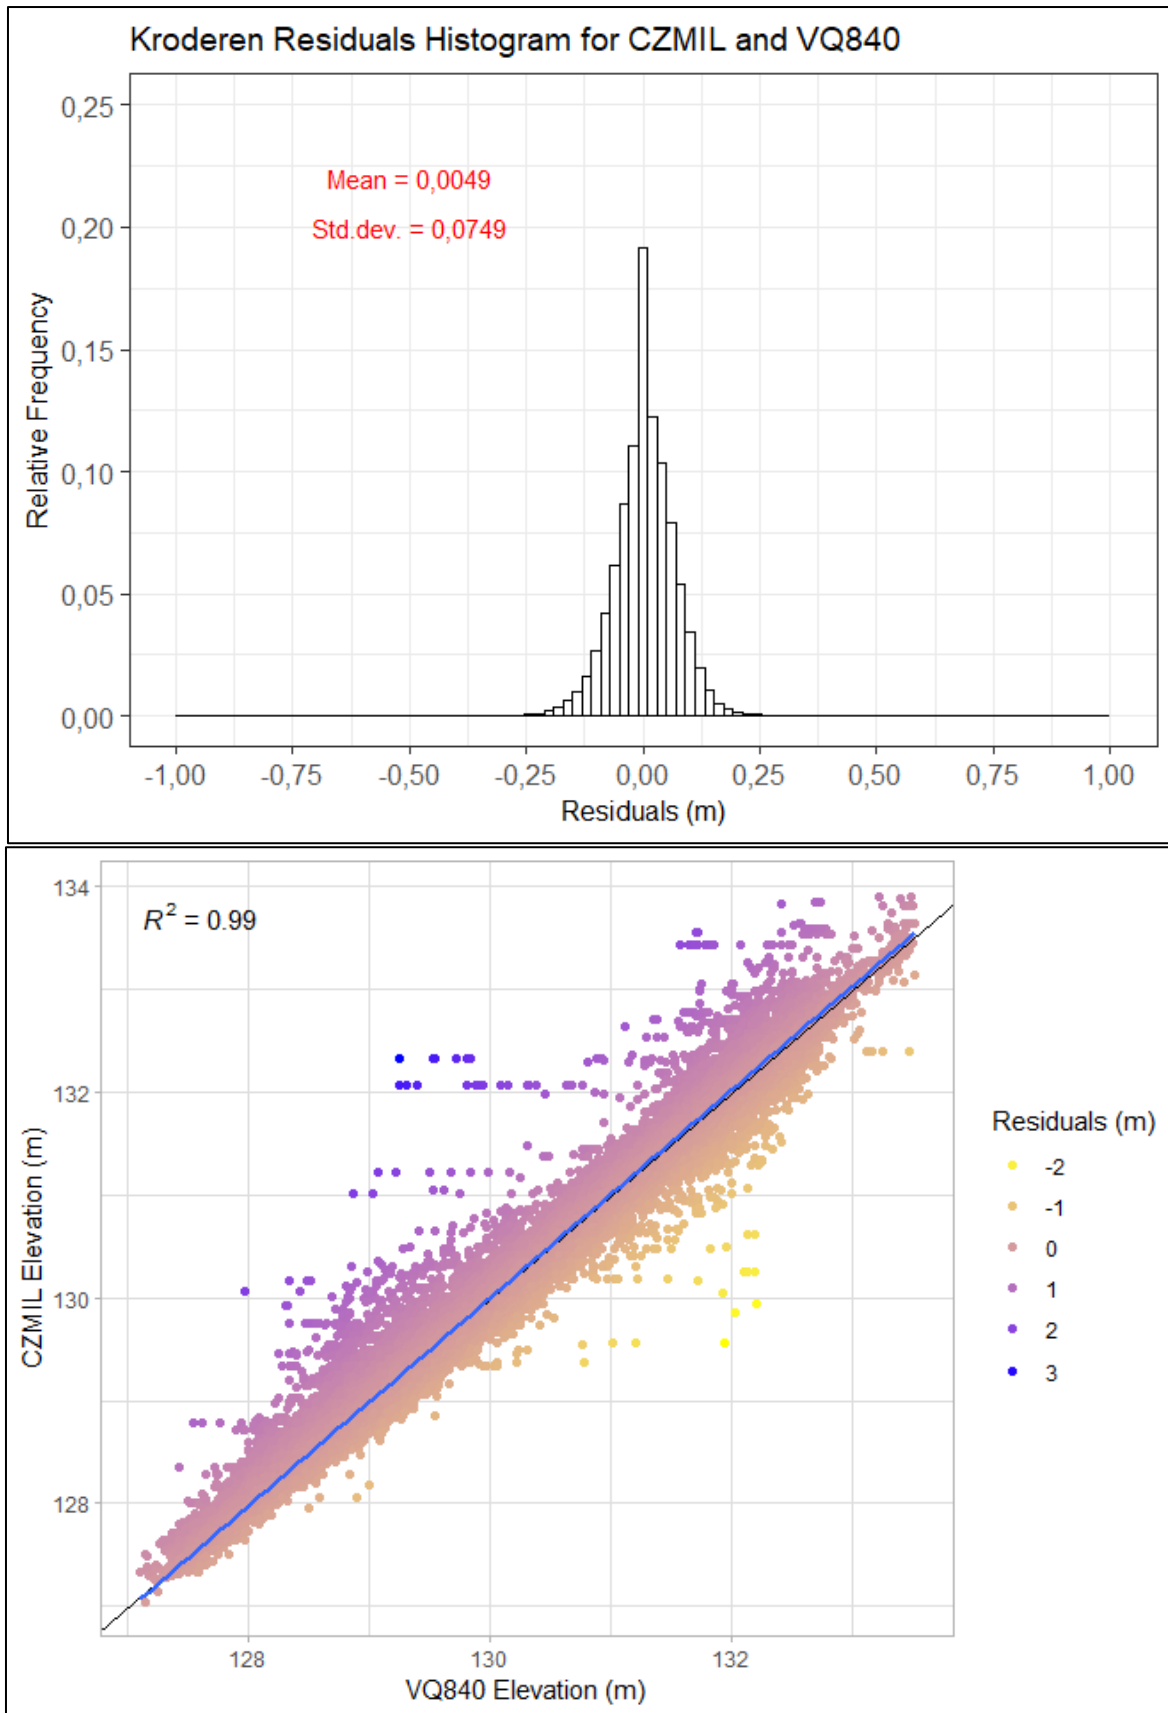 Kroderen Residuals Histogram for CZMIL and VQ840
0,25
0,20
0,15
0,10
0,05
0,00
Relative Frequency
Mean = 0,0049
Std.dev. = 0,0749
-1,00 -0,75 -0,50 -0,25 0,00 0,25 0,50 0,75 1,00
Residuals (m)
134
132
130
128
CZMIL Elevation (m)
R² = 0.99
128 130 132
VQ840 Elevation (m)
Residuals (m)
-2
-1
0
1
2
3